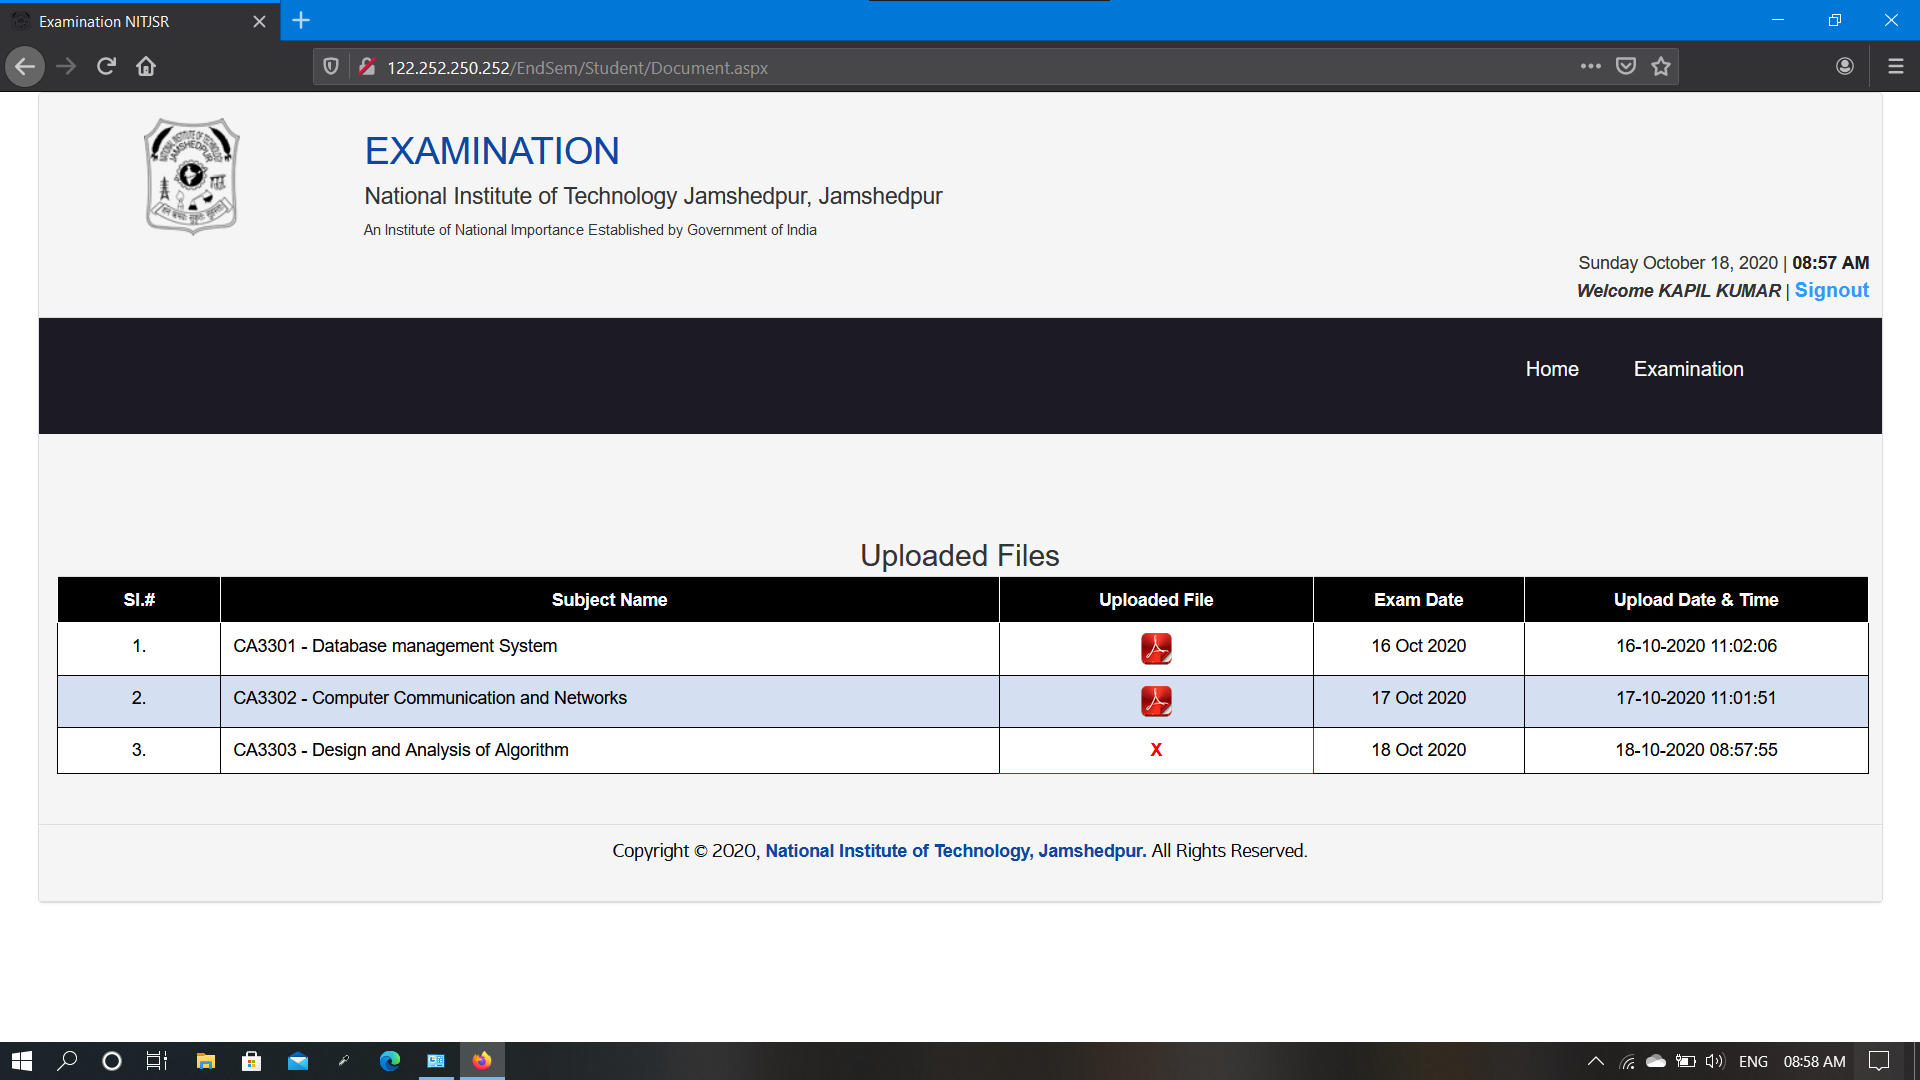 Examination NITJSR
122.252.250.252/EndSem/Student/Document.aspx
NATIONAL INSTITUTE OF TECHNOLOGY
JAMSHEDPUR
EXAMINATION
National Institute of Technology Jamshedpur, Jamshedpur
An Institute of National Importance Established by Government of India
Sunday October 18, 2020 | 08:57 AM
Welcome KAPIL KUMAR | Signout
Home Examination
Uploaded Files
Sl.# Subject Name Uploaded File Exam Date Upload Date & Time
1. CA3301 - Database management System 16 Oct 2020 16-10-2020 11:02:06
2. CA3302 - Computer Communication and Networks 17 Oct 2020 17-10-2020 11:01:51
3. CA3303 - Design and Analysis of Algorithm X 18 Oct 2020 18-10-2020 08:57:55
Copyright © 2020, National Institute of Technology, Jamshedpur. All Rights Reserved.
ENG 08:58 AM